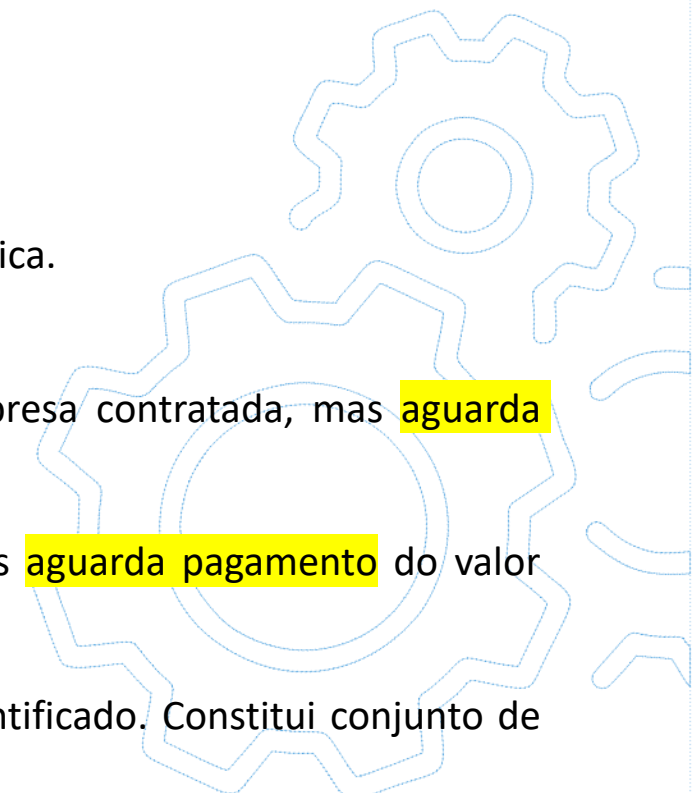 ica.
presa contratada, mas aguarda
s aguarda pagamento do valor
ntificado. Constitui conjunto de